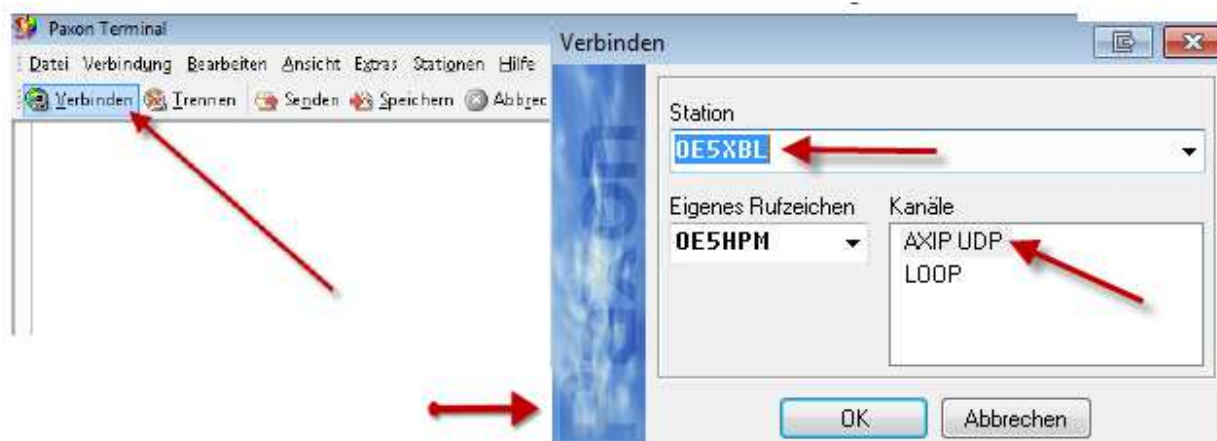 Paxon Terminal
Datei Verbindung Bearbeiten Ansicht Extras Stationen Hilfe
Verbinden Trennen Senden Speichern Abbrec
Verbinden
Station
OE5XBL
Eigenes Rufzeichen
OE5HPM
Kanäle
AXIP UDP
LOOP
OK
Abbrechen